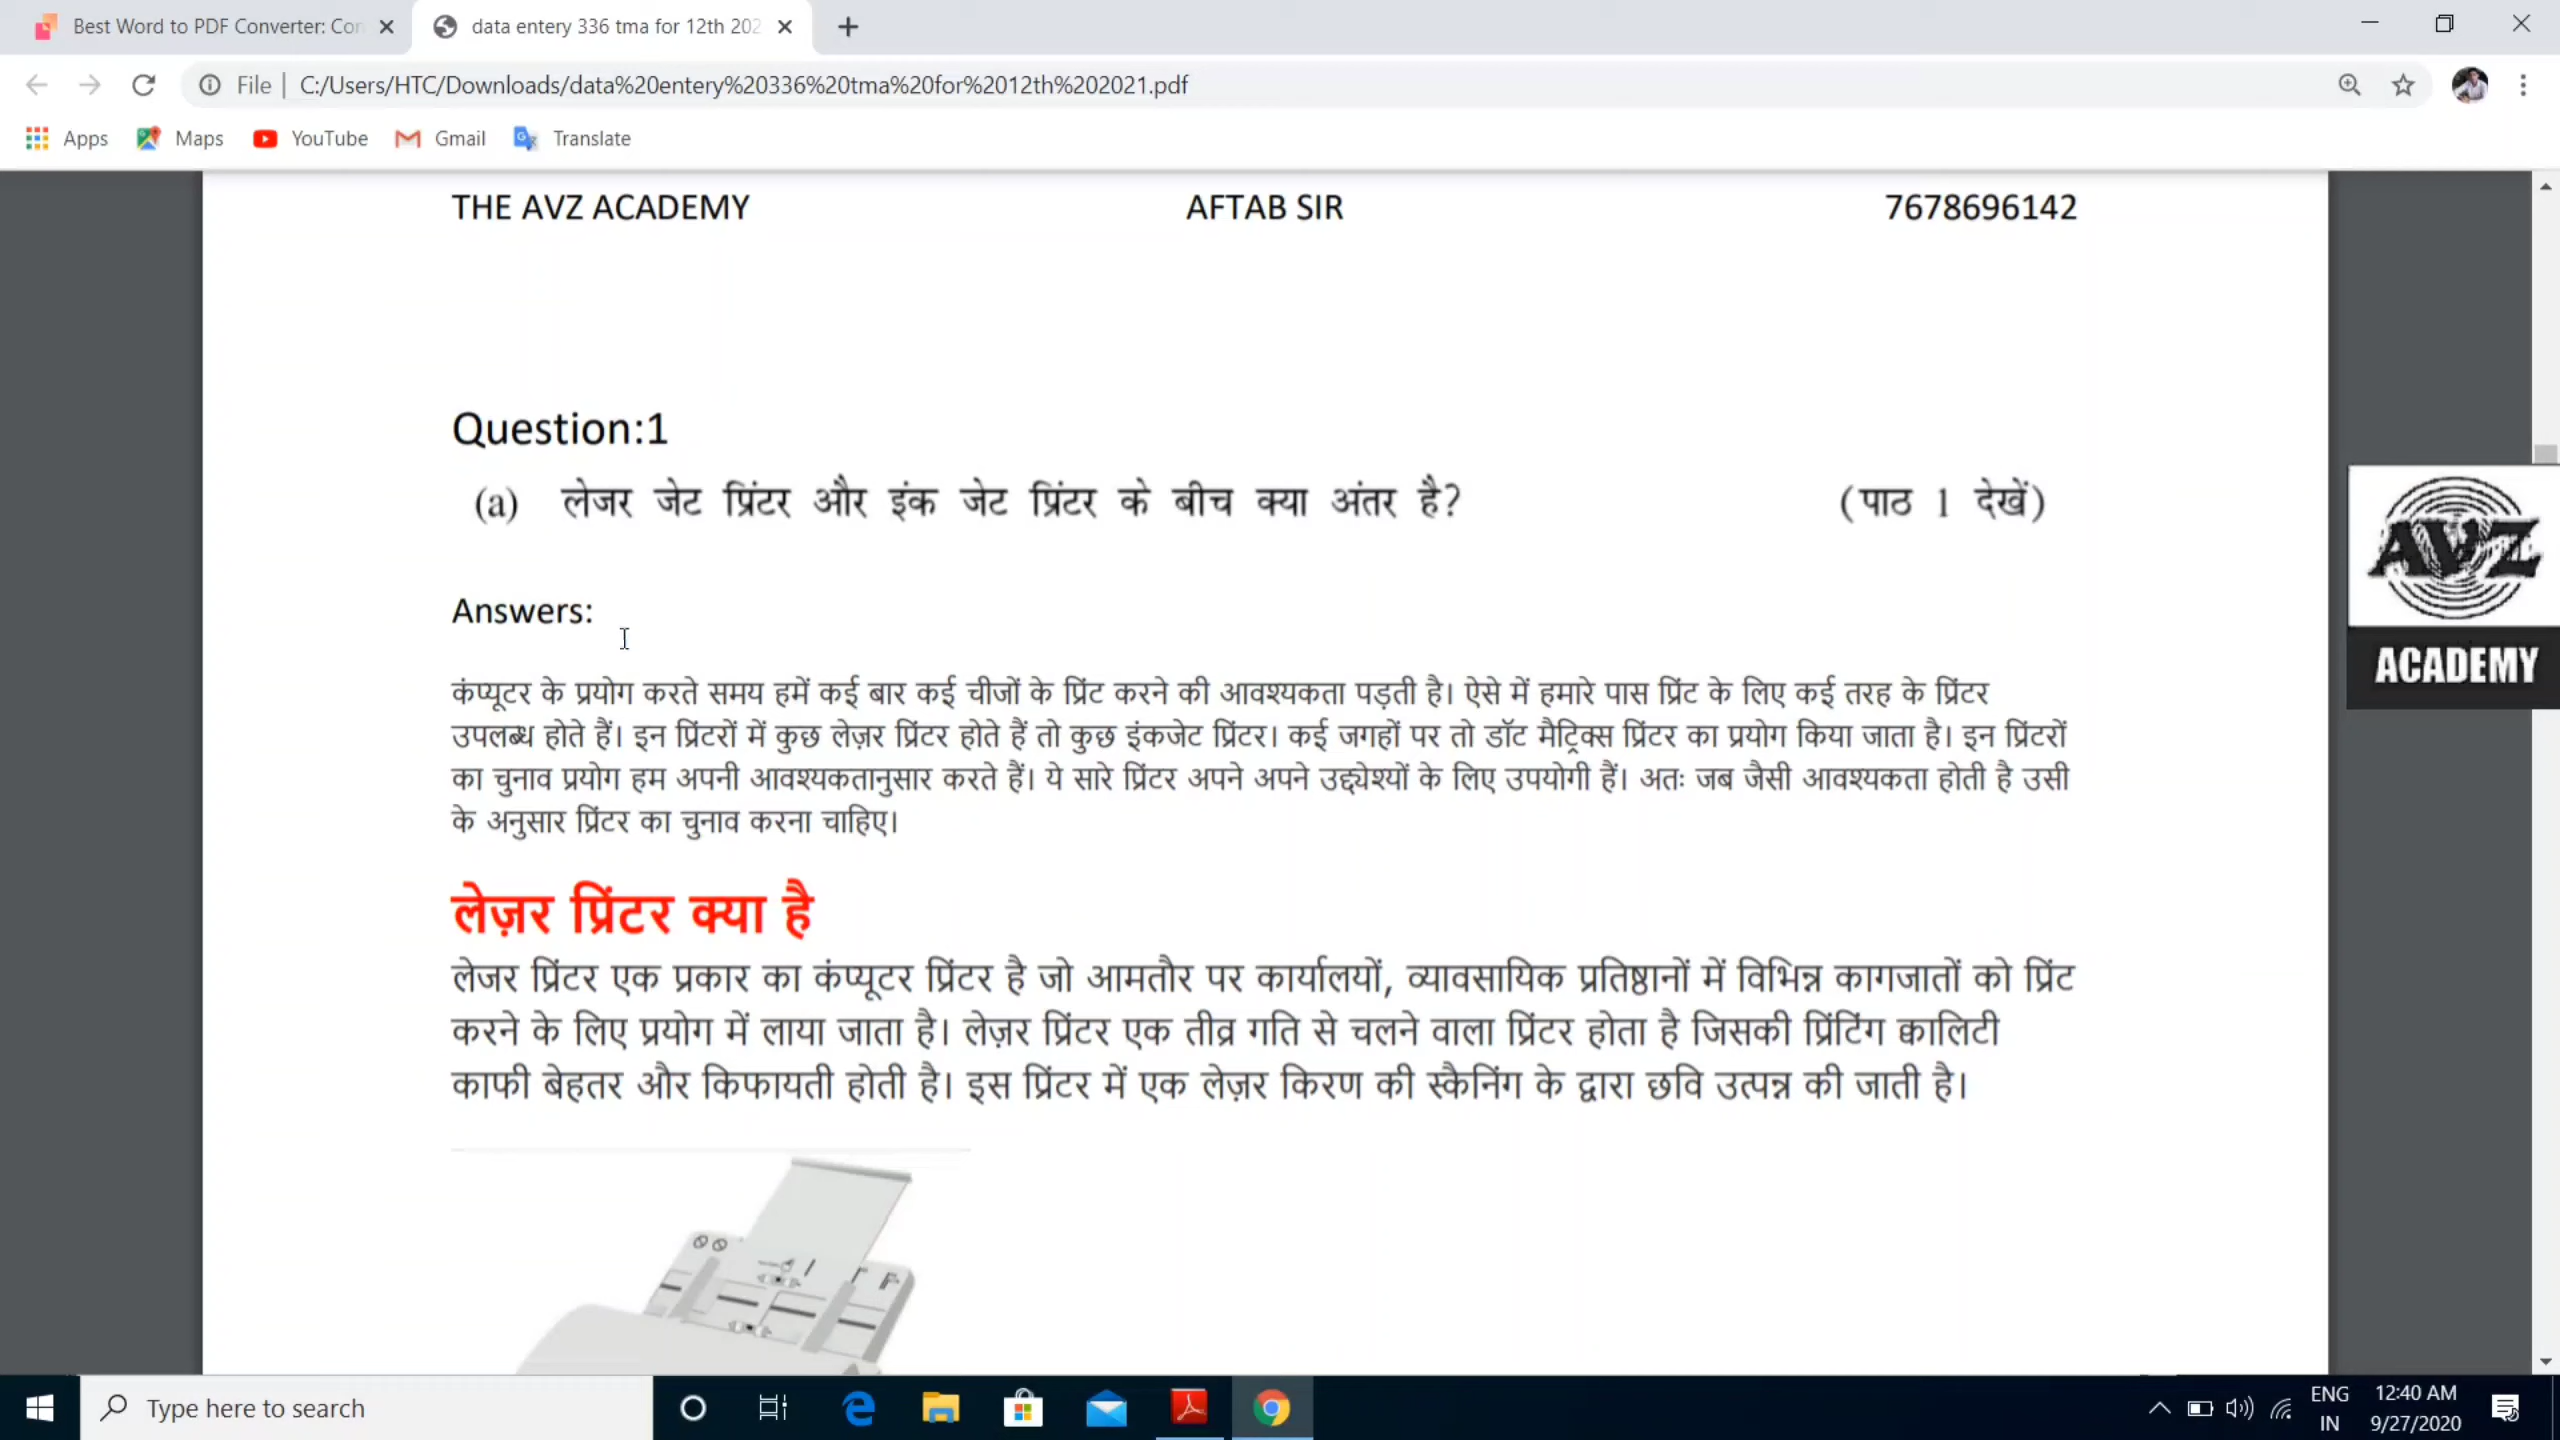 Best Word to PDF Converter: Con
data entery 336 tma for 12th 202
File | C:/Users/HTC/Downloads/data%20entery%20336%20tma%20for%2012th%202021.pdf
Apps Maps YouTube Gmail Translate
THE AVZ ACADEMY AFTAB SIR 7678696142
Question:1
(a) लेजर जेट प्रिंटर और इंक जेट प्रिंटर के बीच क्या अंतर है? (पाठ 1 देखें)
Answers:
कंप्यूटर के प्रयोग करते समय हमें कई बार कई चीजों के प्रिंट करने की आवश्यकता पड़ती है। ऐसे में हमारे पास प्रिंट के लिए कई तरह के प्रिंटर
उपलब्ध होते हैं। इन प्रिंटरों में कुछ लेज़र प्रिंटर होते हैं तो कुछ इंकजेट प्रिंटर। कई जगहों पर तो डॉट मैट्रिक्स प्रिंटर का प्रयोग किया जाता है। इन प्रिंटरों
का चुनाव प्रयोग हम अपनी आवश्यकतानुसार करते हैं। ये सारे प्रिंटर अपने अपने उद्द्येश्यों के लिए उपयोगी हैं। अतः जब जैसी आवश्यकता होती है उसी
के अनुसार प्रिंटर का चुनाव करना चाहिए।
लेज़र प्रिंटर क्या है
लेजर प्रिंटर एक प्रकार का कंप्यूटर प्रिंटर है जो आमतौर पर कार्यालयों, व्यावसायिक प्रतिष्ठानों में विभिन्न कागजातों को प्रिंट
करने के लिए प्रयोग में लाया जाता है। लेज़र प्रिंटर एक तीव्र गति से चलने वाला प्रिंटर होता है जिसकी प्रिंटिंग क्वालिटी
काफी बेहतर और किफायती होती है। इस प्रिंटर में एक लेज़र किरण की स्कैनिंग के द्वारा छवि उत्पन्न की जाती है।
AVZ
ACADEMY
Type here to search
ENG
IN
12:40 AM
9/27/2020